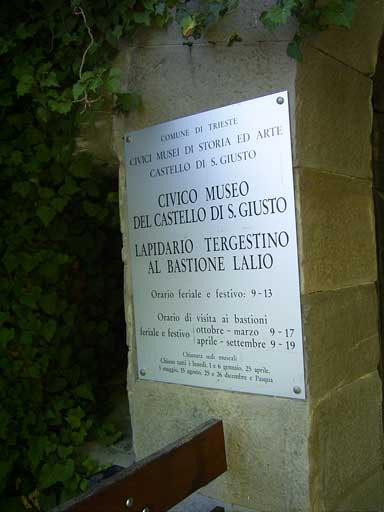 COMUNE DI TRIESTE
CIVICI MUSEI DI STORIA ED ARTE
CASTELLO DI S. GIUSTO
CIVICO MUSEO
DEL CASTELLO DI S. GIUSTO
LAPIDARIO TERGESTINO
AL BASTIONE LALIO
Orario feriale e festivo: 9 - 13
Orario di visita ai bastioni
feriale e festivo ottobre - marzo 9 - 17
aprile - settembre 9 - 19
Chiusura sedi museali
Chiuso tutti i lunedì, 1 e 6 gennaio, 25 aprile,
1 maggio, 15 agosto, 25 e 26 dicembre e Pasqua